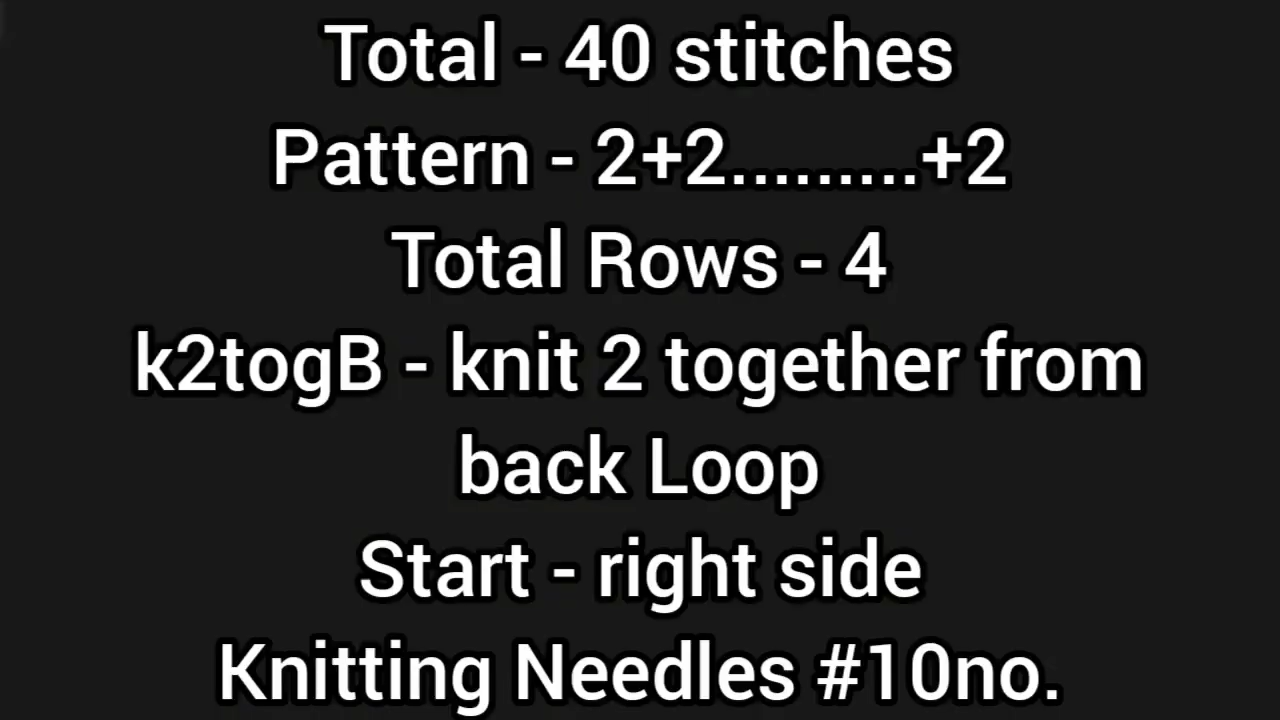 Total - 40 stitches
Pattern - 2+2.........+2
Total Rows - 4
k2togB - knit 2 together from
back Loop
Start - right side
Knitting Needles #10no.